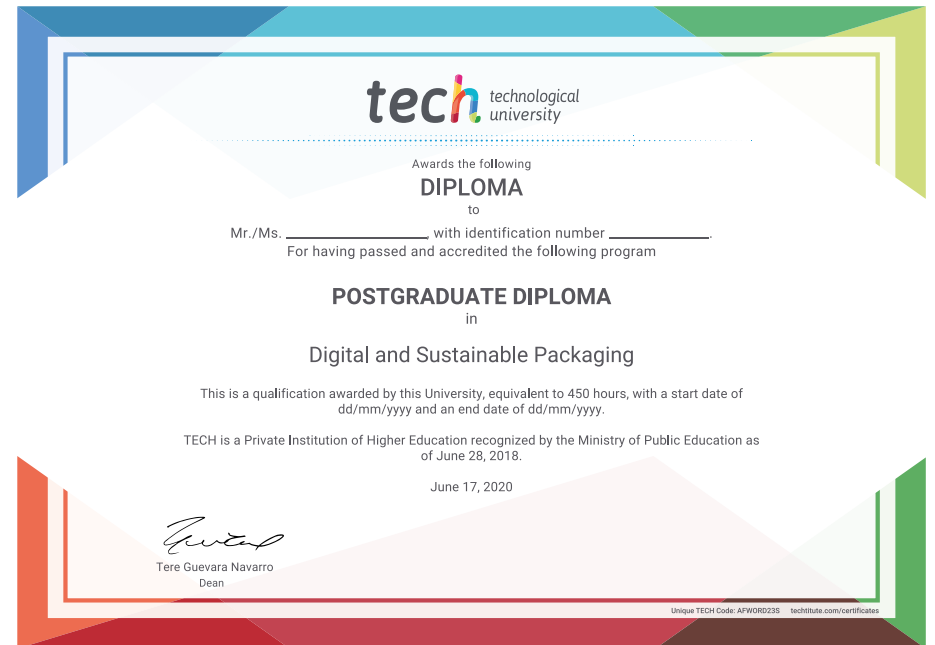 tech technological
university
Awards the following
DIPLOMA
to
Mr./Ms. ____________________, with identification number ______________.
For having passed and accredited the following program
POSTGRADUATE DIPLOMA
in
Digital and Sustainable Packaging
This is a qualification awarded by this University, equivalent to 450 hours, with a start date of
dd/mm/yyyy and an end date of dd/mm/yyyy.
TECH is a Private Institution of Higher Education recognized by the Ministry of Public Education as
of June 28, 2018.
June 17, 2020
Tere Guevara Navarro
Dean
Unique TECH Code: AFWORD23S techtitute.com/certificates